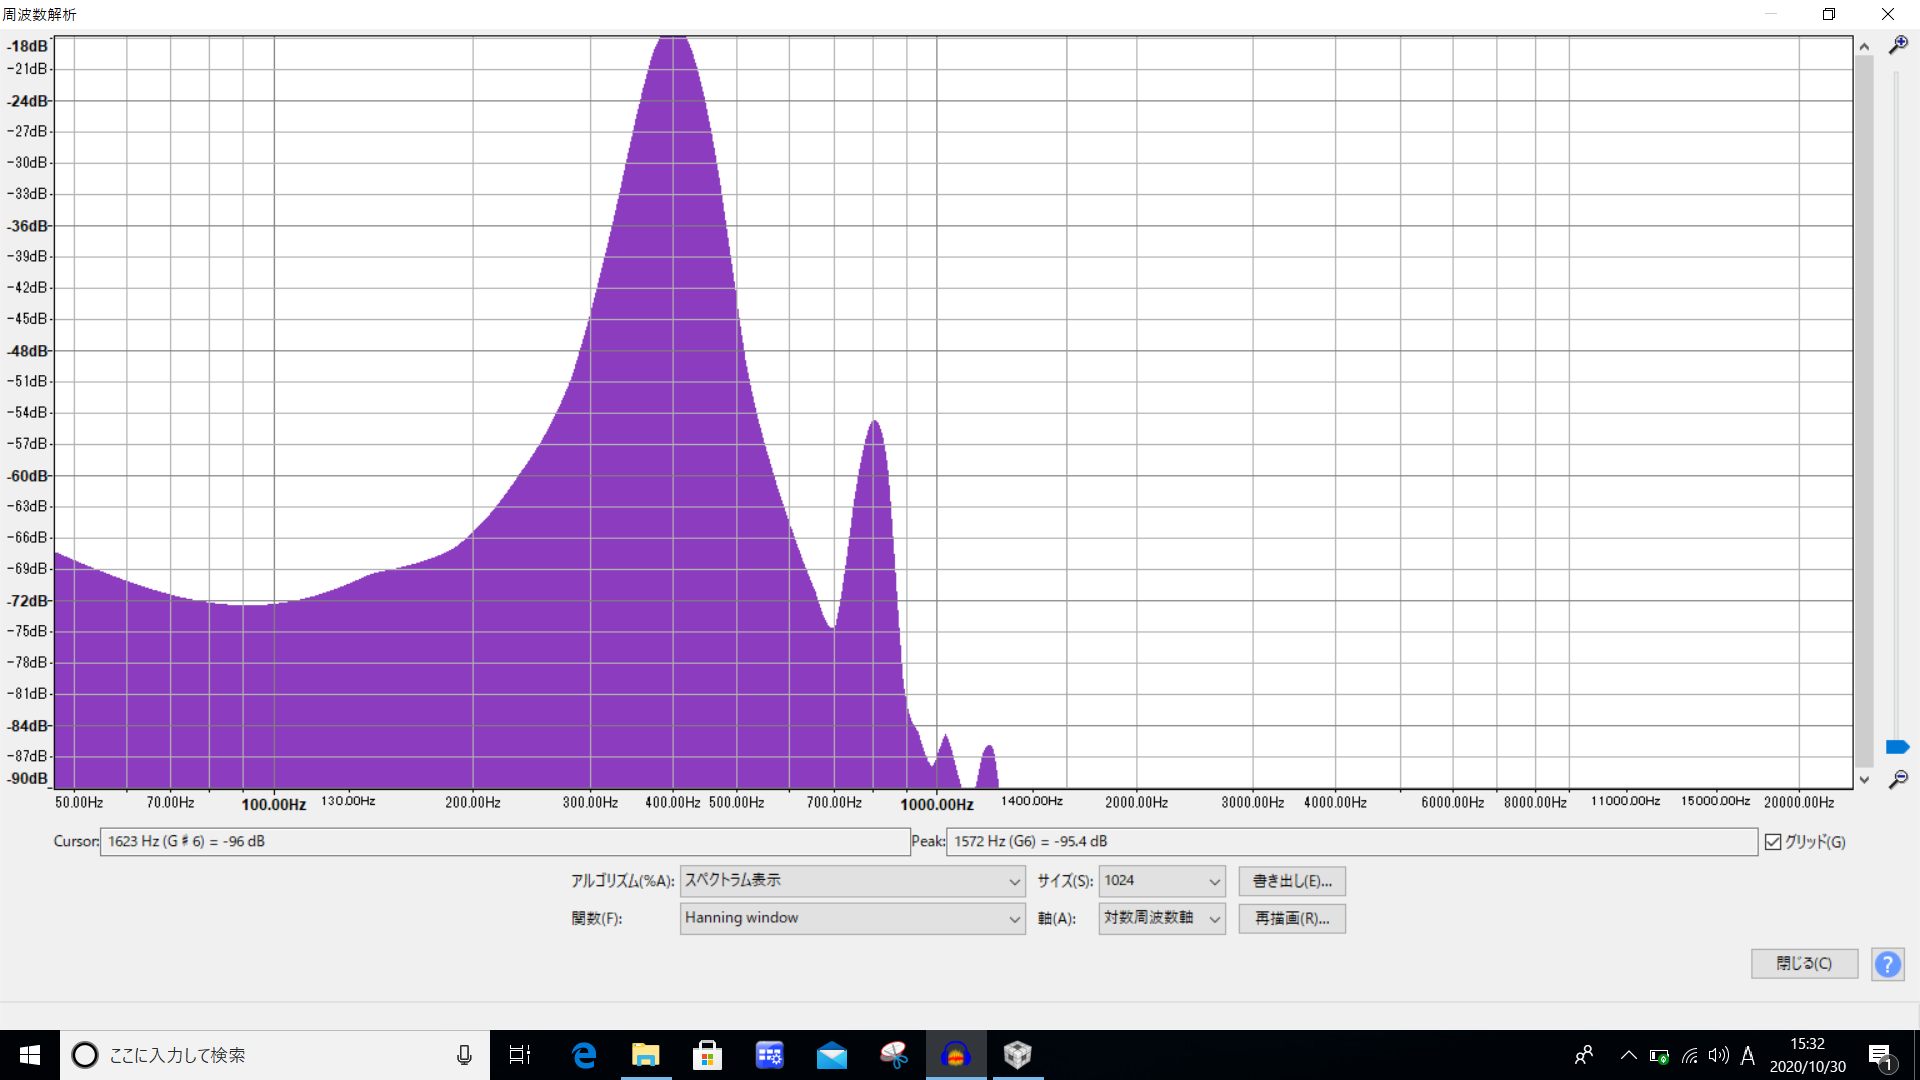 周波数解析
-18dB
-21dB
-24dB
-27dB
-30dB
-33dB
-36dB
-39dB
-42dB
-45dB
-48dB
-51dB
-54dB
-57dB
-60dB
-63dB
-66dB
-69dB
-72dB
-75dB
-78dB
-81dB
-84dB
-87dB
-90dB
50.00Hz 70.00Hz 100.00Hz 130.00Hz 200.00Hz 300.00Hz 400.00Hz 500.00Hz 700.00Hz 1000.00Hz 1400.00Hz 2000.00Hz 3000.00Hz 4000.00Hz 6000.00Hz 8000.00Hz 11000.00Hz 15000.00Hz 20000.00Hz
Cursor: 1623 Hz (G♯6) = -96 dB Peak: 1572 Hz (G6) = -95.4 dB グリッド(G)
アルゴリズム(%A): スペクトラム表示 サイズ(S): 1024 書き出し(E)...
関数(F): Hanning window 軸(A): 対数周波数軸 再描画(R)...
閉じる(C) ?
ここに入力して検索 A 15:32
2020/10/30 1